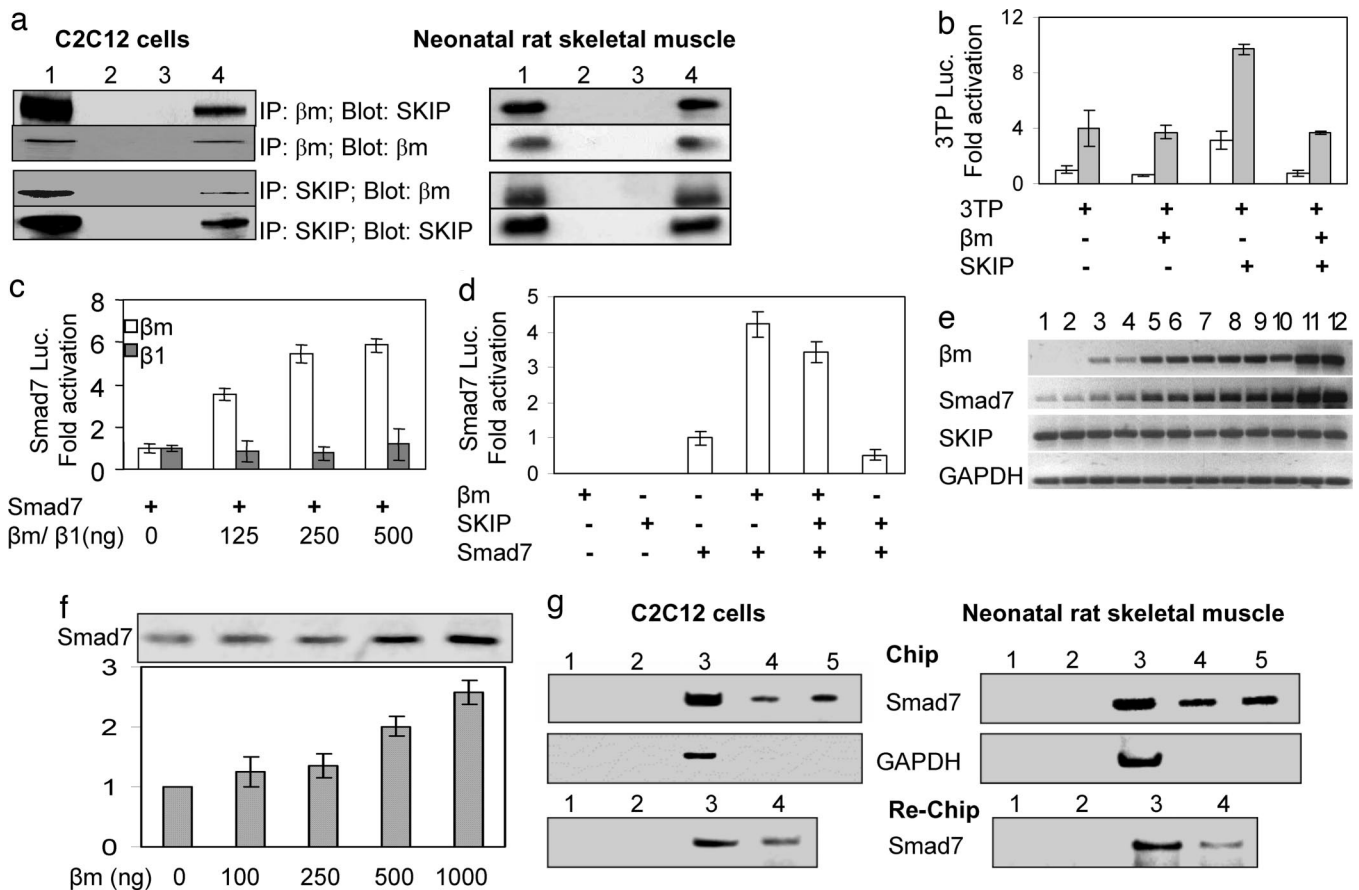 a
C2C12 cells
Neonatal rat skeletal muscle
1 2 3 4
1 2 3 4
IP: βm; Blot: SKIP
IP: βm; Blot: βm
IP: SKIP; Blot: βm
IP: SKIP; Blot: SKIP
b
3TP Luc.
Fold activation
12
8
4
0
3TP + + + +
βm - + - +
SKIP - - + +
c
Smad7 Luc.
Fold activation
8
6
4
2
0
βm
β1
Smad7 + + + +
βm/ β1(ng) 0 125 250 500
d
Smad7 Luc.
Fold activation
5
4
3
2
1
0
βm + - - + + -
SKIP - + - - + +
Smad7 - - + + + +
e
1 2 3 4 5 6 7 8 9 10 11 12
βm
Smad7
SKIP
GAPDH
f
Smad7
3
2
1
0
βm (ng) 0 100 250 500 1000
g
C2C12 cells
Neonatal rat skeletal muscle
1 2 3 4 5
Chip
1 2 3 4 5
Smad7
GAPDH
1 2 3 4
Re-Chip
1 2 3 4
Smad7